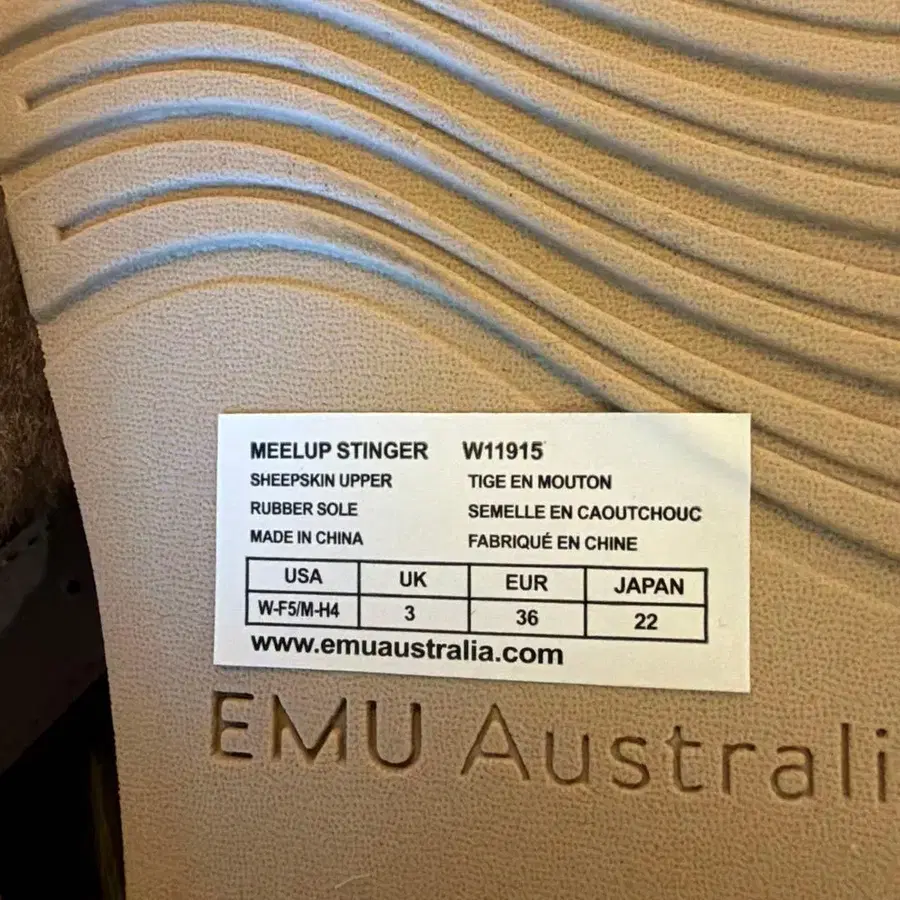 MEELUP STINGER W11915
SHEEPSKIN UPPER TIGE EN MOUTON
RUBBER SOLE SEMELLE EN CAOUTCHOUC
MADE IN CHINA FABRIQUÉ EN CHINE
USA UK EUR JAPAN
W-F5/M-H4 3 36 22
www.emuaustralia.com
EMU Australi